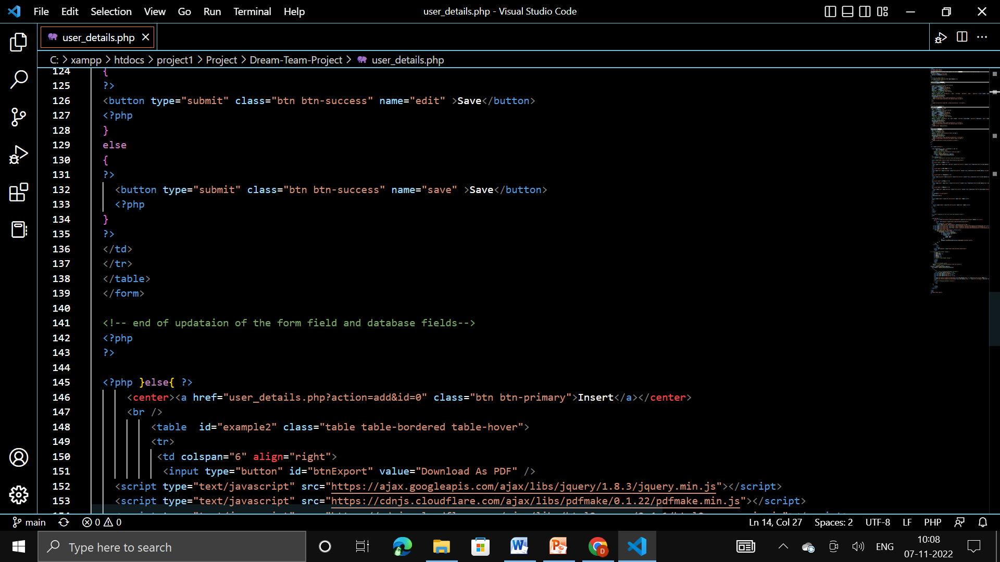 File Edit Selection View Go Run Terminal Help user_details.php - Visual Studio Code
user_details.php
C: > xampp > htdocs > project1 > Project > Dream-Team-Project > user_details.php
124 {
125 ?>
126 <button type="submit" class="btn btn-success" name="edit" >Save</button>
127 <?php
128 }
129 else
130 {
131 ?>
132 <button type="submit" class="btn btn-success" name="save" >Save</button>
133 <?php
134 }
135 ?>
136 </td>
137 </tr>
138 </table>
139 </form>
140
141 <!-- end of updataion of the form field and database fields-->
142 <?php
143 ?>
144
145 <?php }else{ ?>
146 <center><a href="user_details.php?action=add&id=0" class="btn btn-primary">Insert</a></center>
147 <br />
148 <table  id="example2" class="table table-bordered table-hover">
149 <tr>
150 <td colspan="6" align="right">
151 <input type="button" id="btnExport" value="Download As PDF" />
152 <script type="text/javascript" src="https://ajax.googleapis.com/ajax/libs/jquery/1.8.3/jquery.min.js"></script>
153 <script type="text/javascript" src="https://cdnjs.cloudflare.com/ajax/libs/pdfmake/0.1.22/pdfmake.min.js"></script>
main 0 0 Ln 14, Col 27 Spaces: 2 UTF-8 LF PHP
Type here to search ENG 10:08
07-11-2022